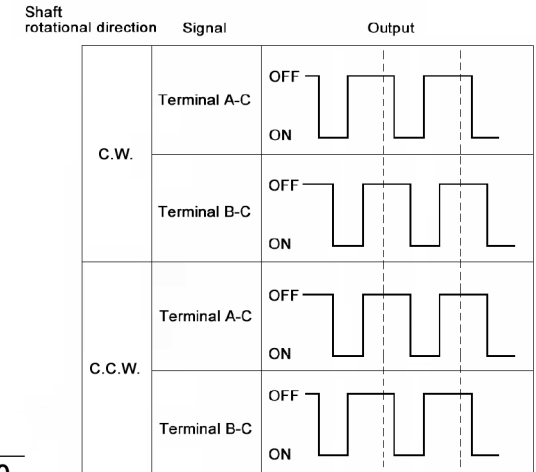 Shaft
rotational direction Signal Output
C.W.
Terminal A-C
OFF
ON
Terminal B-C
OFF
ON
C.C.W.
Terminal A-C
OFF
ON
Terminal B-C
OFF
ON